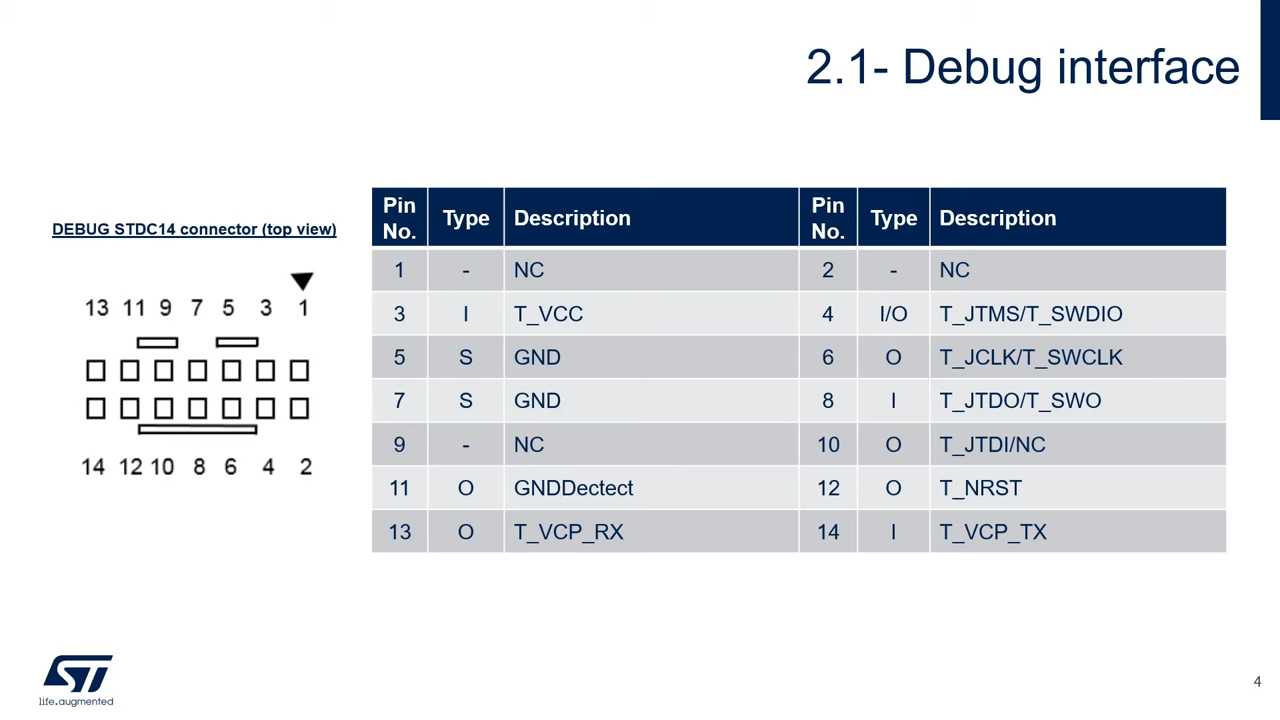 2.1- Debug interface
DEBUG STDC14 connector (top view)
13 11 9 7 5 3 1
14 12 10 8 6 4 2
Pin No. Type Description Pin No. Type Description
1 - NC 2 - NC
3 I T_VCC 4 I/O T_JTMS/T_SWDIO
5 S GND 6 O T_JCLK/T_SWCLK
7 S GND 8 I T_JTDO/T_SWO
9 - NC 10 O T_JTDI/NC
11 O GNDDectect 12 O T_NRST
13 O T_VCP_RX 14 I T_VCP_TX
ST
life.augmented
4